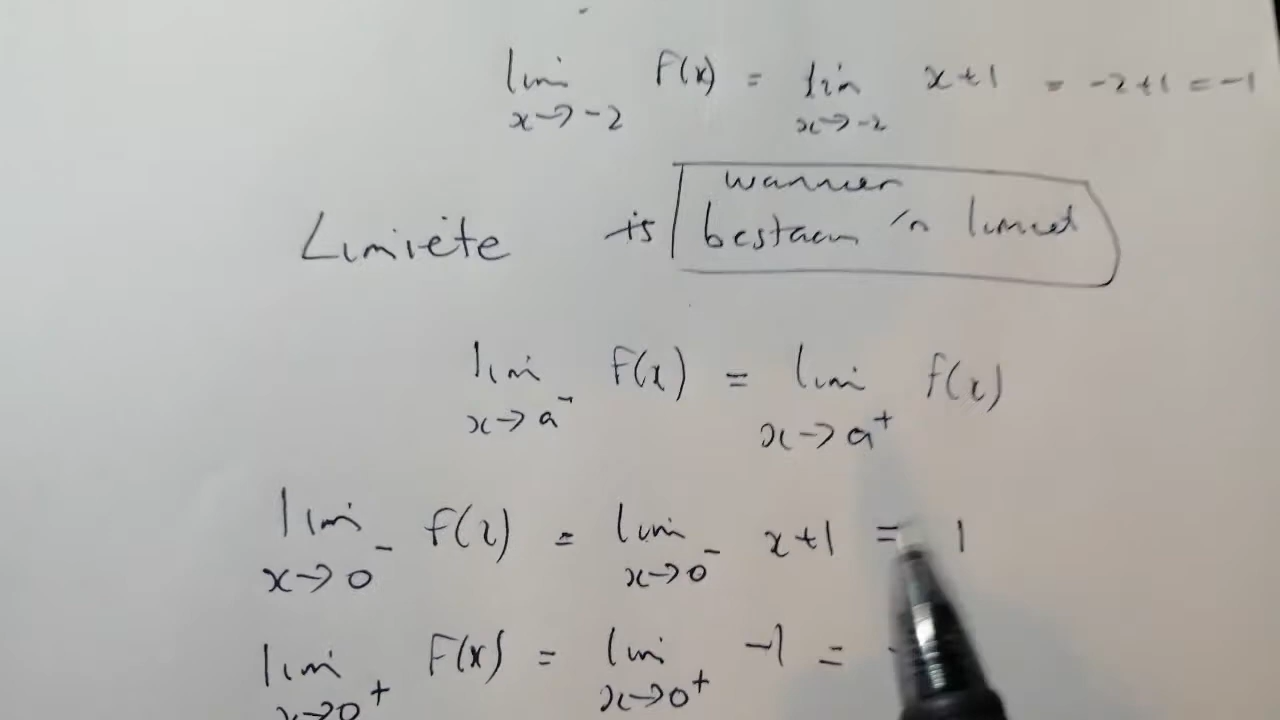 lim f(x) = lim x+1 = -2+1 = -1
x→-2 x→-2
wanneer
Limiete is bestaan 'n limiet
lim f(x) = lim f(x)
x→a⁻ x→a⁺
lim f(x) = lim x+1 = 1
x→0⁻ x→0⁻
lim f(x) = lim -1 =
x→0⁺ x→0⁺